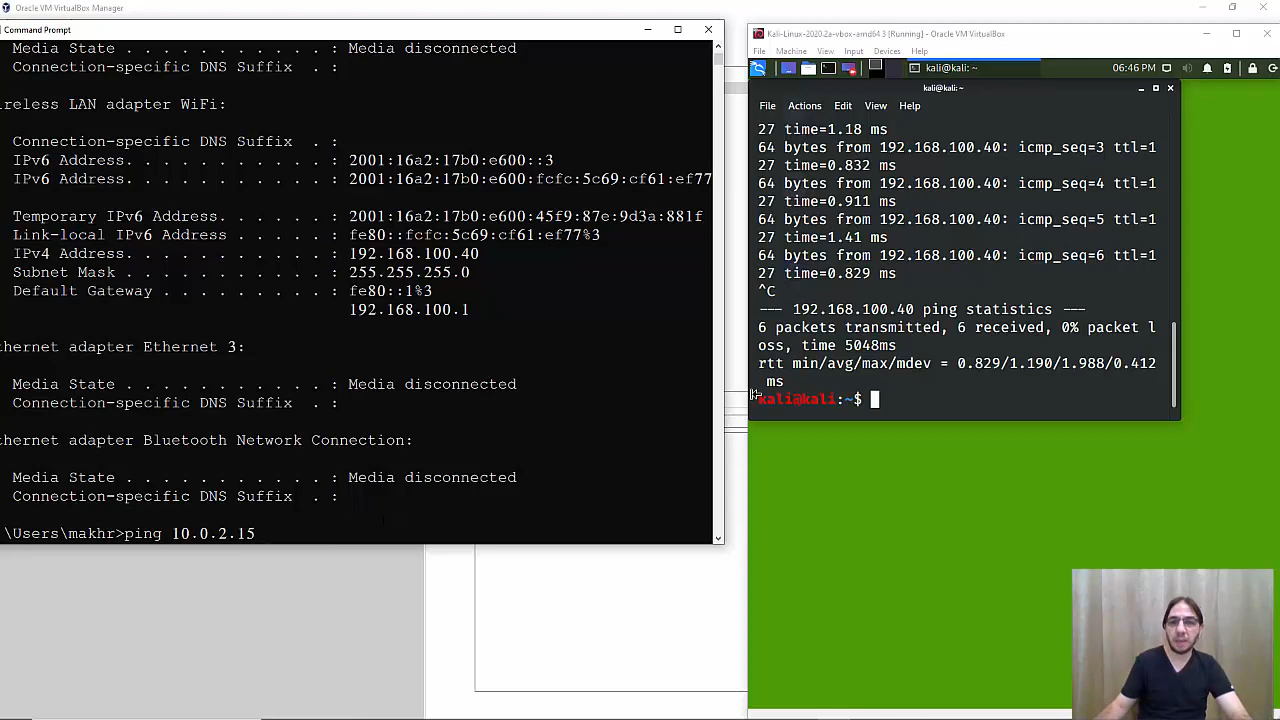 Oracle VM VirtualBox Manager
Command Prompt
Media State . . . . . . . . . . . : Media disconnected
Connection-specific DNS Suffix . :
reless LAN adapter WiFi:
Connection-specific DNS Suffix . :
IPv6 Address. . . . . . . . . . . : 2001:16a2:17b0:e600::3
IPv6 Address. . . . . . . . . . . : 2001:16a2:17b0:e600:fcfc:5c69:cf61:ef77
Temporary IPv6 Address. . . . . . : 2001:16a2:17b0:e600:45f9:87e:9d3a:881f
Link-local IPv6 Address . . . . . : fe80::fcfc:5c69:cf61:ef77%3
IPv4 Address. . . . . . . . . . . : 192.168.100.40
Subnet Mask . . . . . . . . . . . : 255.255.255.0
Default Gateway . . . . . . . . . : fe80::1%3
192.168.100.1
hernet adapter Ethernet 3:
Media State . . . . . . . . . . . : Media disconnected
Connection-specific DNS Suffix . :
hernet adapter Bluetooth Network Connection:
Media State . . . . . . . . . . . : Media disconnected
Connection-specific DNS Suffix . :
\Users\makhr>ping 10.0.2.15
Kali-Linux-2020.2a-vbox-amd64 3 [Running] - Oracle VM VirtualBox
File Machine View Input Devices Help
kali@kali: ~ 06:46 PM
kali@kali: ~
File Actions Edit View Help
27 time=1.18 ms
64 bytes from 192.168.100.40: icmp_seq=3 ttl=1
27 time=0.832 ms
64 bytes from 192.168.100.40: icmp_seq=4 ttl=1
27 time=0.911 ms
64 bytes from 192.168.100.40: icmp_seq=5 ttl=1
27 time=1.41 ms
64 bytes from 192.168.100.40: icmp_seq=6 ttl=1
27 time=0.829 ms
^C
--- 192.168.100.40 ping statistics ---
6 packets transmitted, 6 received, 0% packet l
oss, time 5048ms
rtt min/avg/max/mdev = 0.829/1.190/1.988/0.412
ms
kali@kali:~$